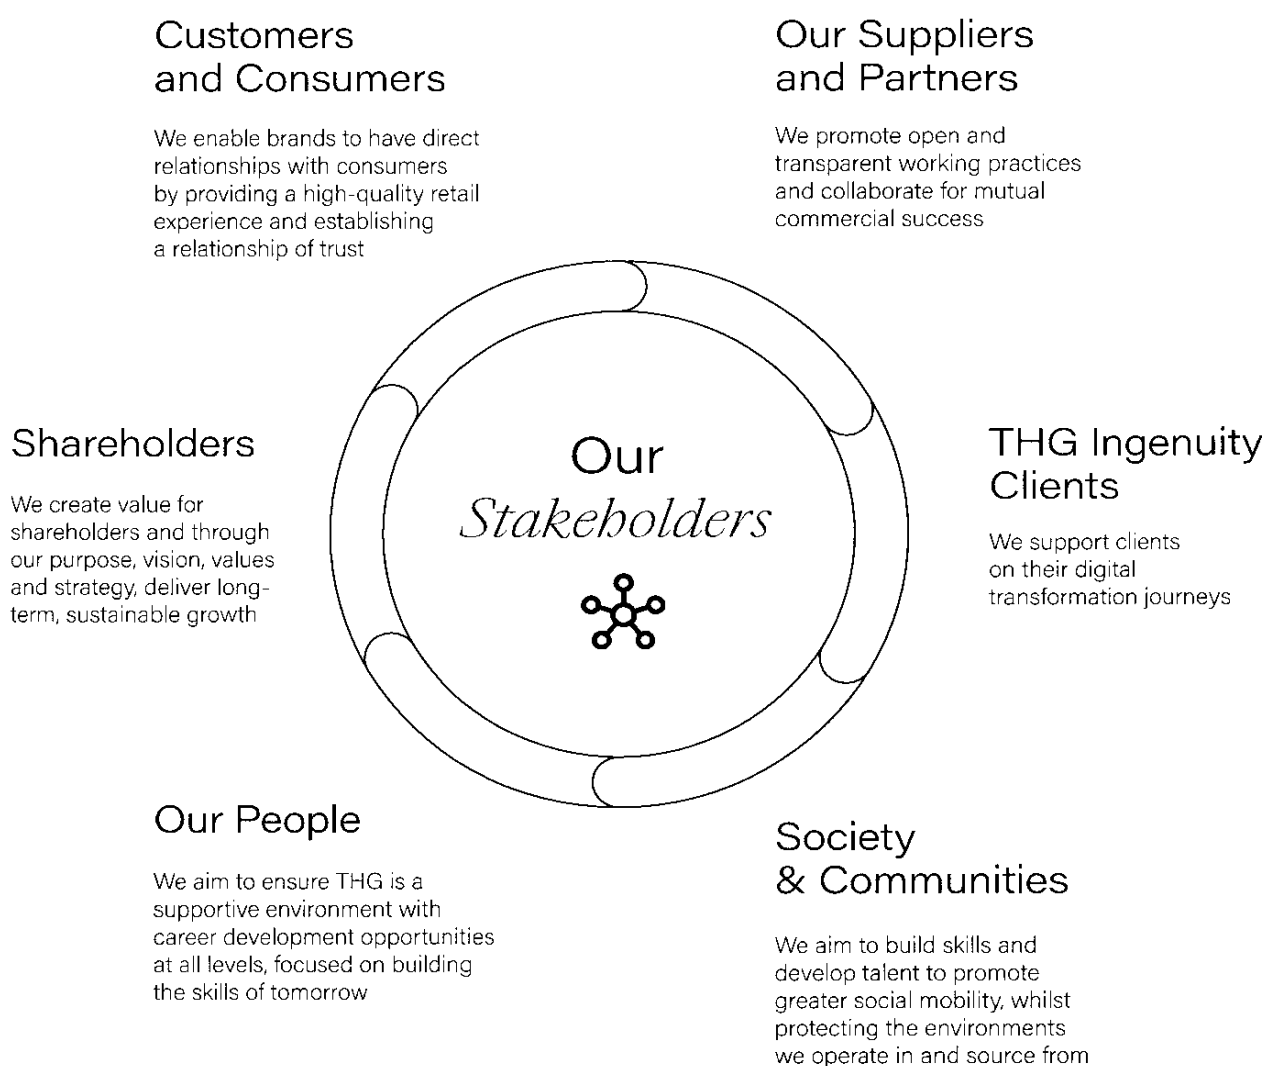 Customers
and Consumers
We enable brands to have direct
relationships with consumers
by providing a high-quality retail
experience and establishing
a relationship of trust
Our Suppliers
and Partners
We promote open and
transparent working practices
and collaborate for mutual
commercial success
Shareholders
We create value for
shareholders and through
our purpose, vision, values
and strategy, deliver long-
term, sustainable growth
Our
Stakeholders
THG Ingenuity
Clients
We support clients
on their digital
transformation journeys
Our People
We aim to ensure THG is a
supportive environment with
career development opportunities
at all levels, focused on building
the skills of tomorrow
Society
& Communities
We aim to build skills and
develop talent to promote
greater social mobility, whilst
protecting the environments
we operate in and source from